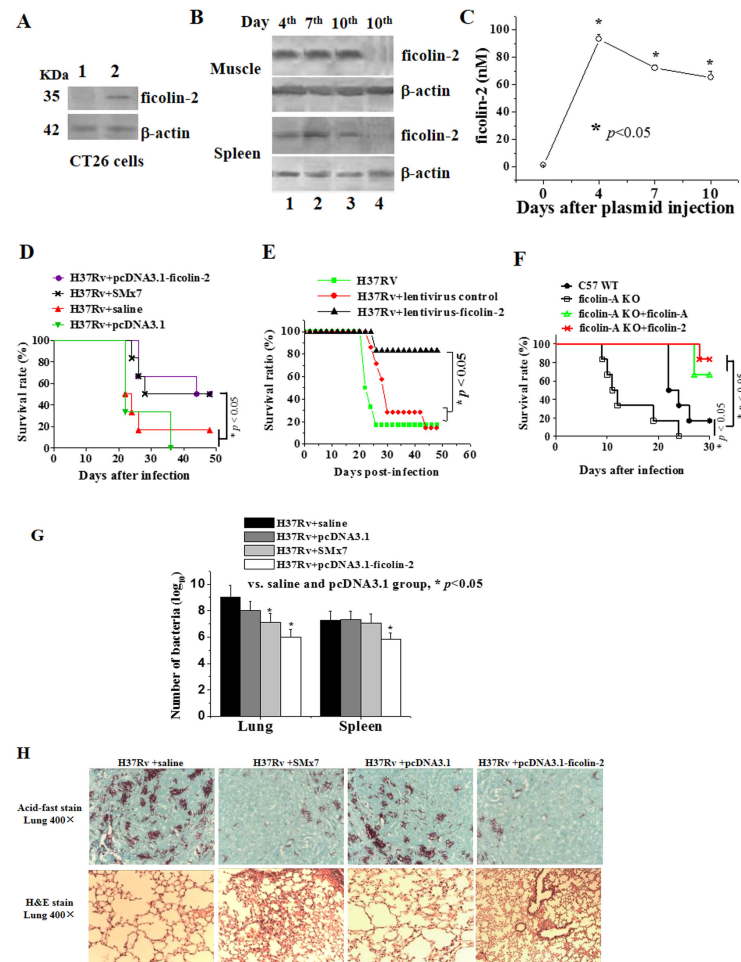 A
KDa 1 2
35 ficolin-2
42 β-actin
CT26 cells
B
Day 4th 7th 10th 10th
Muscle
ficolin-2
β-actin
Spleen
ficolin-2
β-actin
1 2 3 4
C
ficolin-2 (nM)
100
80
60
40
20
0
* * *
* p<0.05
0 4 7 10
Days after plasmid injection
D
H37Rv+pcDNA3.1-ficolin-2
H37Rv+SMx7
H37Rv+saline
H37Rv+pcDNA3.1
Survival rate (%)
100
80
60
40
20
0
* p < 0.05
0 10 20 30 40 50
Days after infection
E
H37RV
H37Rv+lentivirus control
H37Rv+lentivirus-ficolin-2
Survival ratio (%)
100
80
60
40
20
0
* p < 0.05
0 10 20 30 40 50 60
Days post-infection
F
C57 WT
ficolin-A KO
ficolin-A KO+ficolin-A
ficolin-A KO+ficolin-2
Survival rate (%)
100
80
60
40
20
0
* p < 0.05
* p < 0.05
0 10 20 30
Days after infection
G
H37Rv+saline
H37Rv+pcDNA3.1
H37Rv+SMx7
H37Rv+pcDNA3.1-ficolin-2
vs. saline and pcDNA3.1 group, * p<0.05
Number of bacteria (log10)
10
8
6
4
2
0
* * *
Lung Spleen
H
H37Rv +saline H37Rv +SMx7 H37Rv +pcDNA3.1 H37Rv +pcDNA3.1-ficolin-2
Acid-fast stain
Lung 400×
H&E stain
Lung 400×